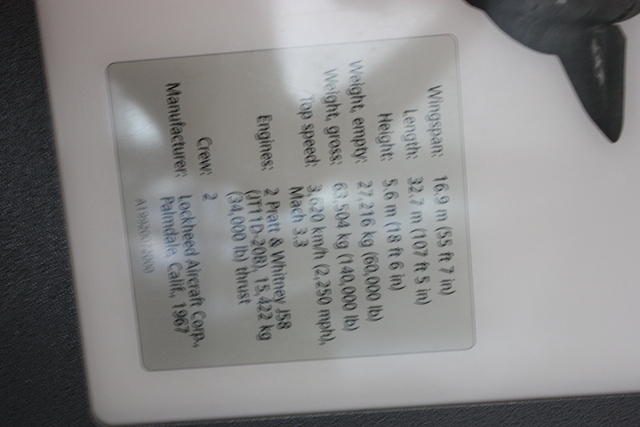 Wingspan: 16.9 m (55 ft 7 in)
Length: 32.7 m (107 ft 5 in)
Height: 5.6 m (18 ft 6 in)
Weight, empty: 27,216 kg (60,000 lb)
Weight, gross: 63,504 kg (140,000 lb)
Top speed: 3,620 km/h (2,250 mph),
Mach 3.3
Engines: 2 Pratt & Whitney J58
(JT11D-20B), 15,422 kg
(34,000 lb) thrust
Crew: 2
Manufacturer: Lockheed Aircraft Corp.,
Palmdale, Calif., 1967